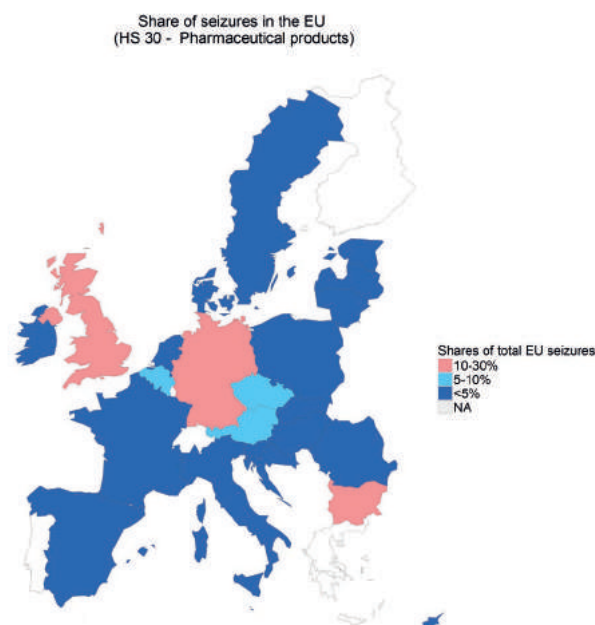 Share of seizures in the EU
(HS 30 - Pharmaceutical products)
Shares of total EU seizures
10-30%
5-10%
<5%
NA